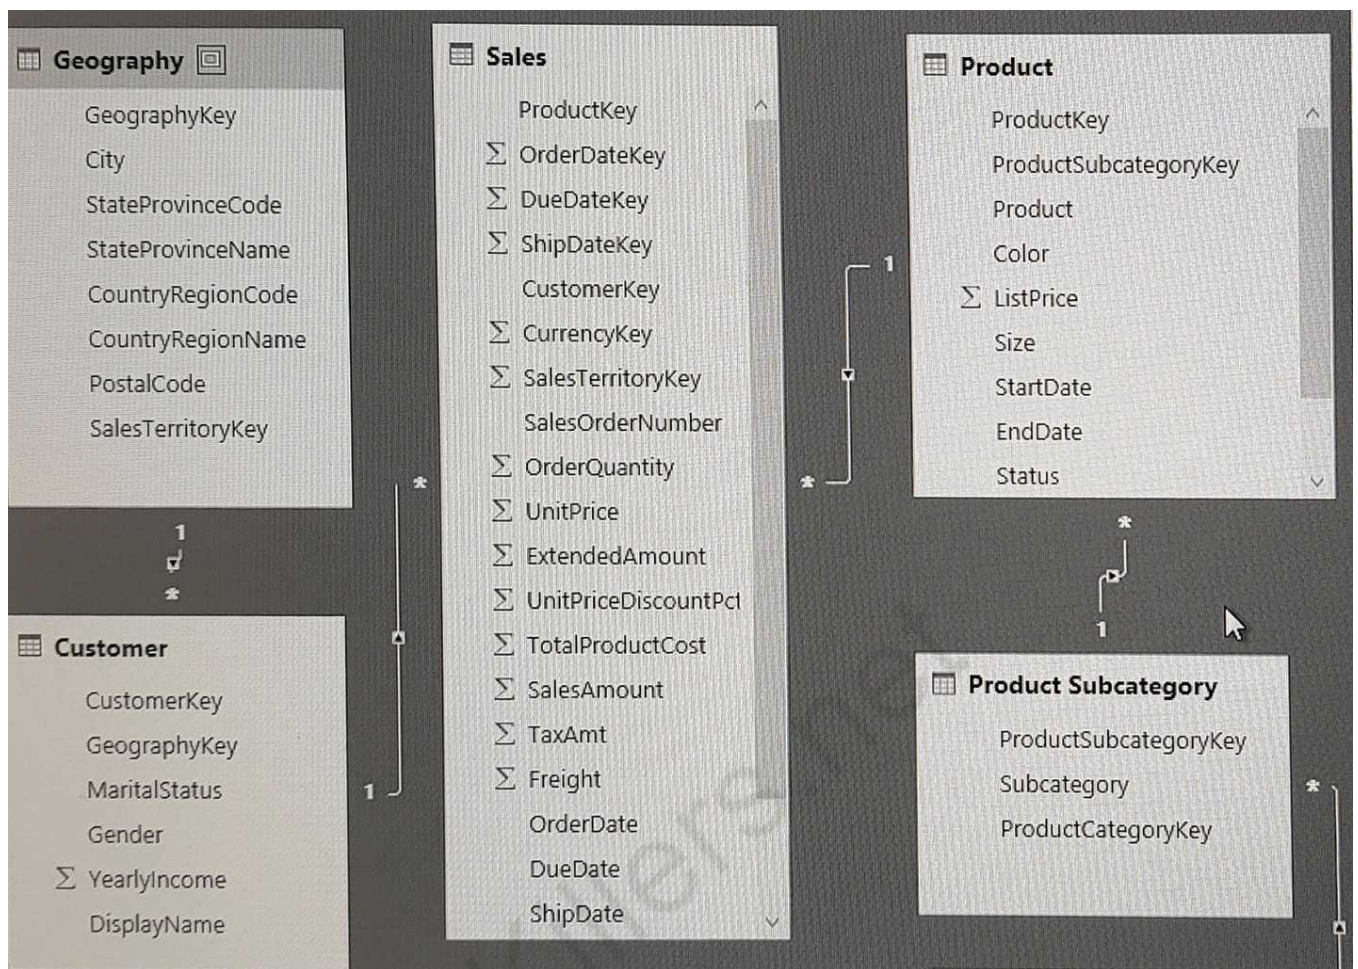 Geography
GeographyKey
City
StateProvinceCode
StateProvinceName
CountryRegionCode
CountryRegionName
PostalCode
SalesTerritoryKey
1
*
Customer
CustomerKey
GeographyKey
MaritalStatus
Gender
Σ YearlyIncome
DisplayName
*
1
Sales
ProductKey
Σ OrderDateKey
Σ DueDateKey
Σ ShipDateKey
CustomerKey
Σ CurrencyKey
Σ SalesTerritoryKey
SalesOrderNumber
Σ OrderQuantity
Σ UnitPrice
Σ ExtendedAmount
Σ UnitPriceDiscountPct
Σ TotalProductCost
Σ SalesAmount
Σ TaxAmt
Σ Freight
OrderDate
DueDate
ShipDate
1
*
Product
ProductKey
ProductSubcategoryKey
Product
Color
Σ ListPrice
Size
StartDate
EndDate
Status
*
1
Product Subcategory
ProductSubcategoryKey
Subcategory
ProductCategoryKey
*